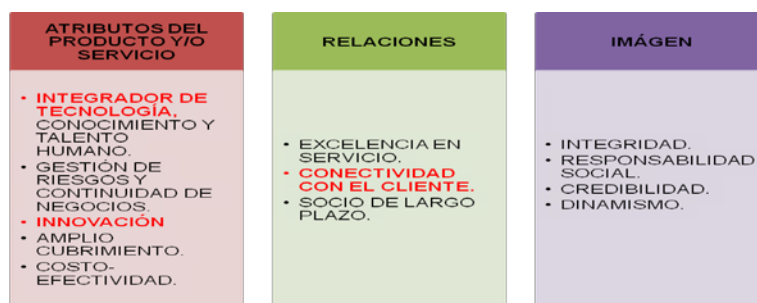 ATRIBUTOS DEL
PRODUCTO Y/O
SERVICIO
• INTEGRADOR DE
TECNOLOGÍA,
CONOCIMIENTO Y
TALENTO
HUMANO.
• GESTIÓN DE
RIESGOS Y
CONTINUIDAD DE
NEGOCIOS.
• INNOVACIÓN
• AMPLIO
CUBRIMIENTO.
• COSTO-
EFECTIVIDAD.
RELACIONES
• EXCELENCIA EN
SERVICIO.
• CONECTIVIDAD
CON EL CLIENTE.
• SOCIO DE LARGO
PLAZO.
IMÁGEN
• INTEGRIDAD.
• RESPONSABILIDAD
SOCIAL.
• CREDIBILIDAD.
• DINAMISMO.